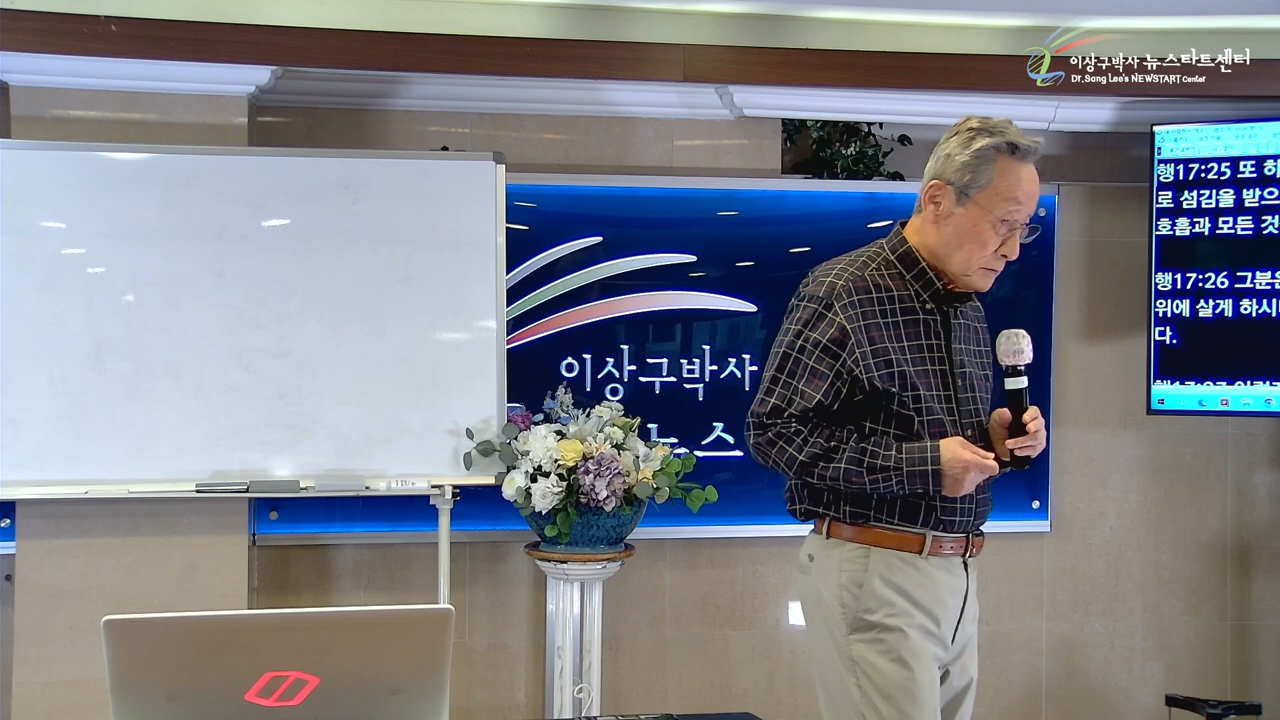 이상구박사 뉴스타트센터
Dr. Sang Lee's NEWSTART Center
행17:25 또 하
로 섬김을 받으
호흡과 모든 것
행17:26 그분은
위에 살게 하시
다.
이상구박사
뉴스